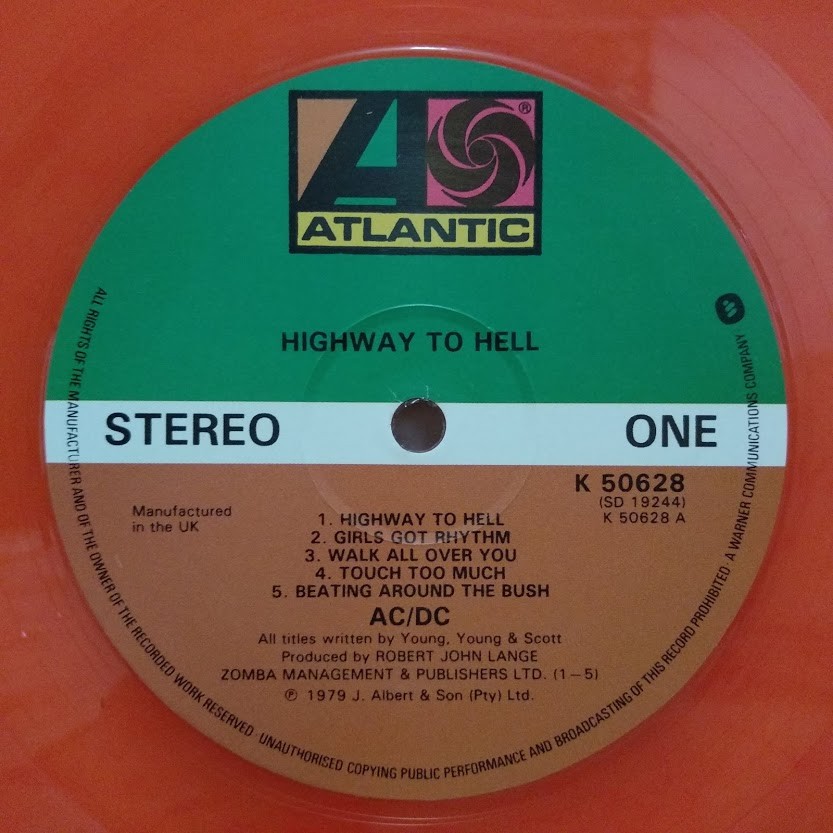 ATLANTIC
®
HIGHWAY TO HELL
STEREO
ONE
K 50628
(SD 19244)
K 50628 A
Manufactured
in the UK
1. HIGHWAY TO HELL
2. GIRLS GOT RHYTHM
3. WALK ALL OVER YOU
4. TOUCH TOO MUCH
5. BEATING AROUND THE BUSH
AC/DC
All titles written by Young, Young & Scott
Produced by ROBERT JOHN LANGE
ZOMBA MANAGEMENT & PUBLISHERS LTD. (1–5)
℗ 1979 J. Albert & Son (Pty) Ltd.
ALL RIGHTS OF THE MANUFACTURER AND OF THE OWNER OF THE RECORDED WORK RESERVED · UNAUTHORISED COPYING PUBLIC PERFORMANCE AND BROADCASTING OF THIS RECORD PROHIBITED · A WARNER COMMUNICATIONS COMPANY